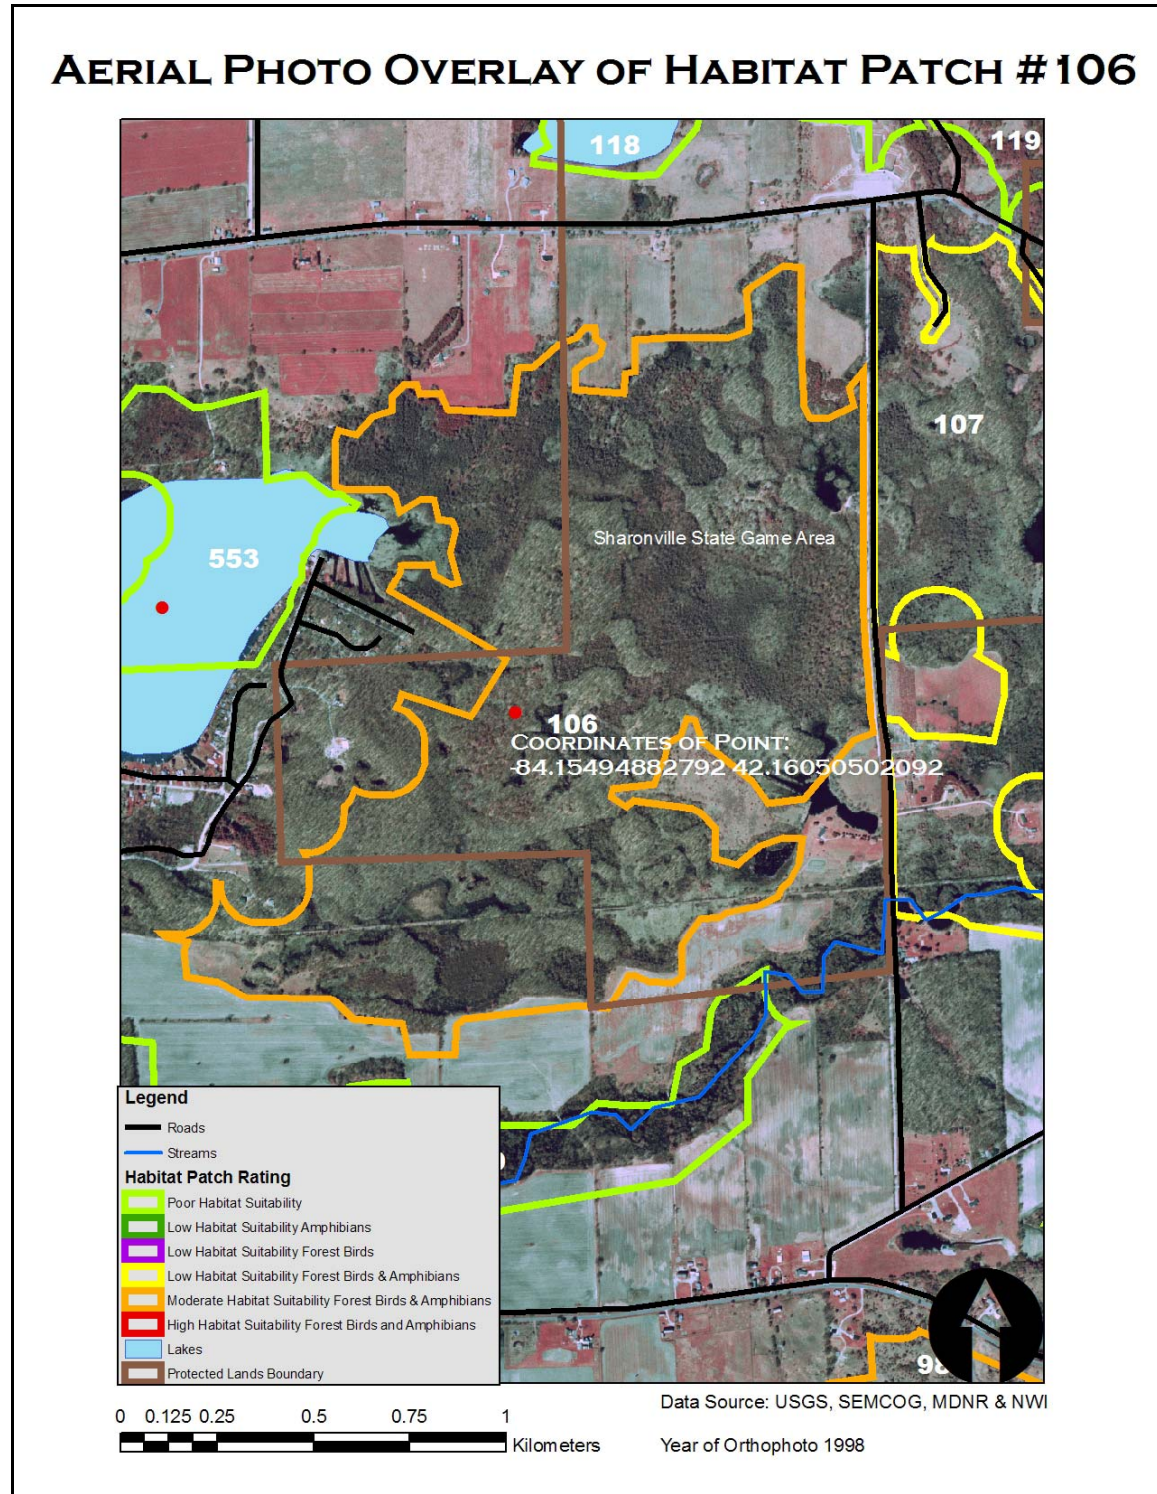 AERIAL PHOTO OVERLAY OF HABITAT PATCH #106
118
119
107
Sharonville State Game Area
553
106
COORDINATES OF POINT:
-84.15494882792 42.16050502092
Legend
Roads
Streams
Habitat Patch Rating
Poor Habitat Suitability
Low Habitat Suitability Amphibians
Low Habitat Suitability Forest Birds
Low Habitat Suitability Forest Birds & Amphibians
Moderate Habitat Suitability Forest Birds & Amphibians
High Habitat Suitability Forest Birds and Amphibians
Lakes
Protected Lands Boundary
0 0.125 0.25 0.5 0.75 1
Kilometers
Data Source: USGS, SEMCOG, MDNR & NWI
Year of Orthophoto 1998